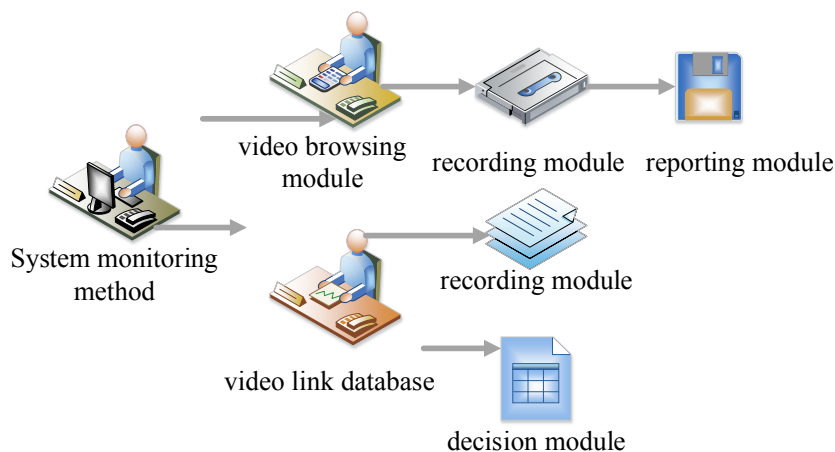 video browsing
module
recording module
reporting module
System monitoring
method
recording module
video link database
decision module